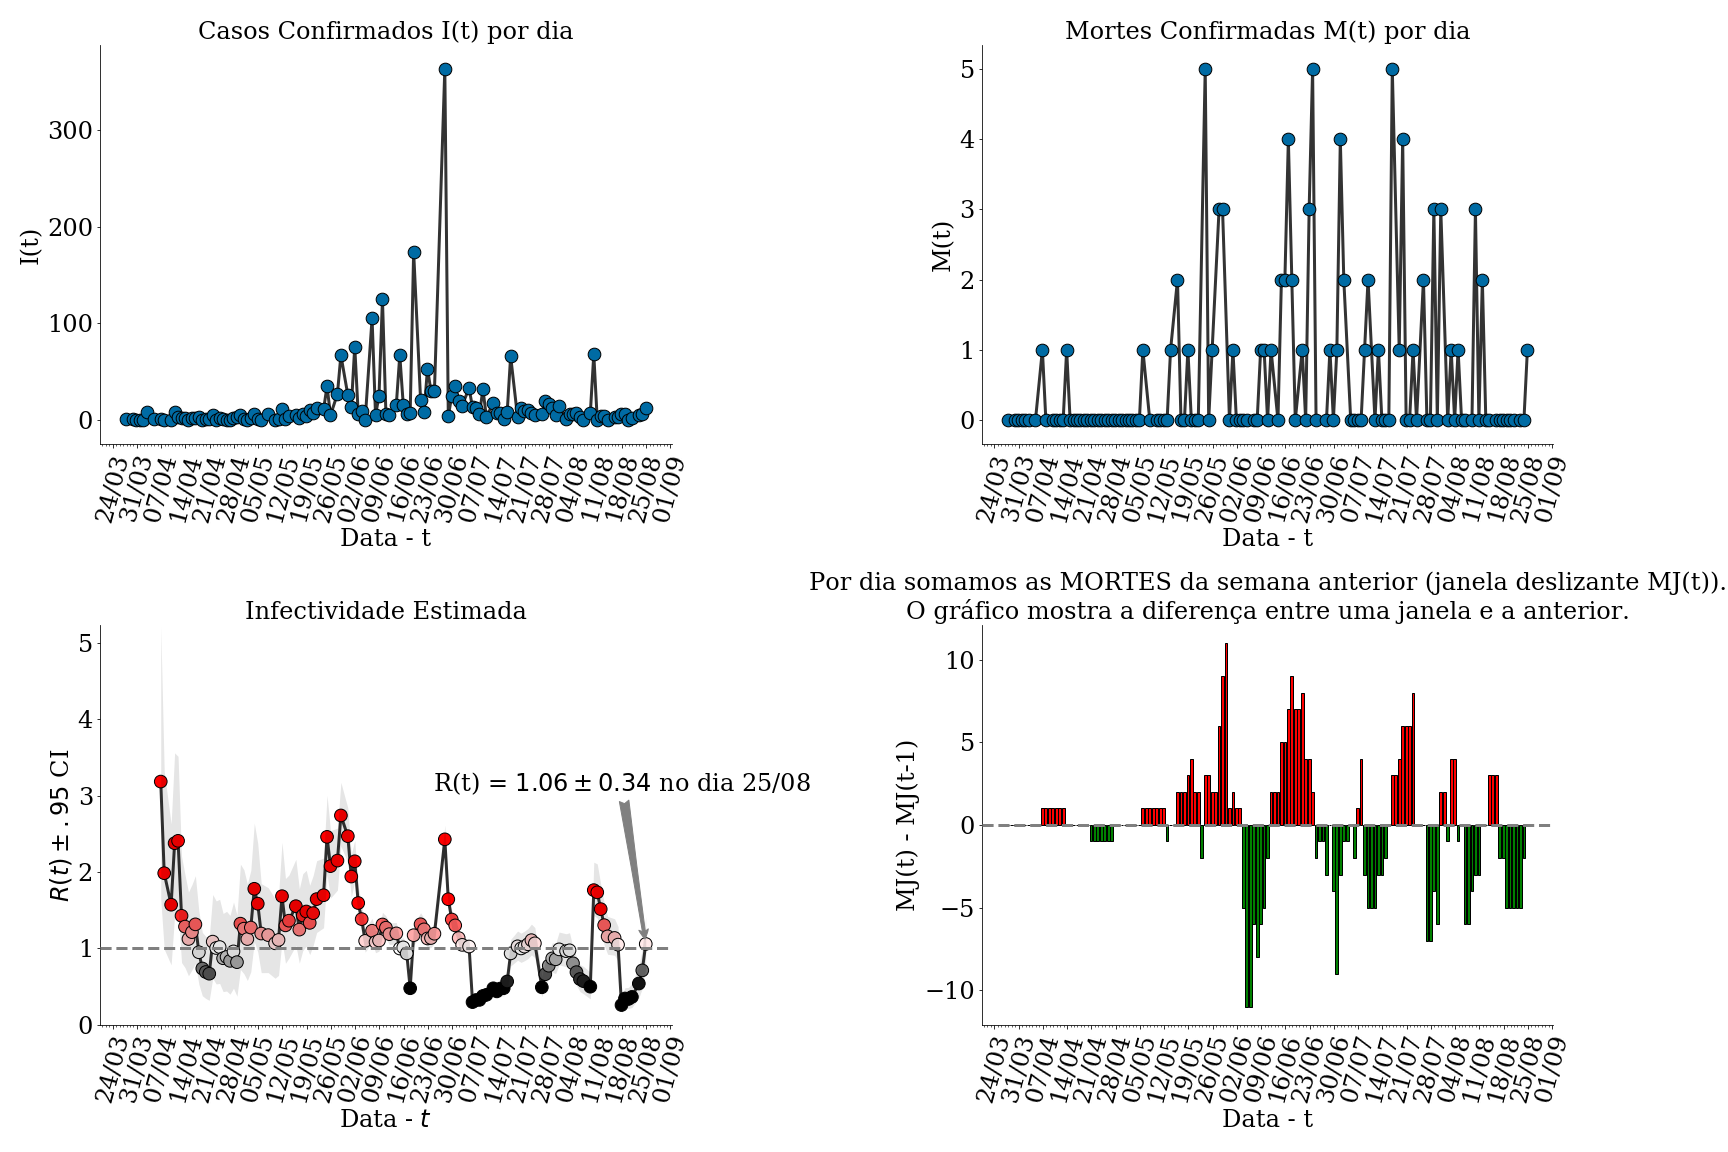 Casos Confirmados I(t) por dia
I(t)
300
200
100
0
24/03 31/03 07/04 14/04 21/04 28/04 05/05 12/05 19/05 26/05 02/06 09/06 16/06 23/06 30/06 07/07 14/07 21/07 28/07 04/08 11/08 18/08 25/08 01/09
Data - t
Mortes Confirmadas M(t) por dia
M(t)
5
4
3
2
1
0
24/03 31/03 07/04 14/04 21/04 28/04 05/05 12/05 19/05 26/05 02/06 09/06 16/06 23/06 30/06 07/07 14/07 21/07 28/07 04/08 11/08 18/08 25/08 01/09
Data - t
Infectividade Estimada
R(t) ± .95 CI
5
4
3
2
1
0
R(t) = 1.06 ± 0.34 no dia 25/08
24/03 31/03 07/04 14/04 21/04 28/04 05/05 12/05 19/05 26/05 02/06 09/06 16/06 23/06 30/06 07/07 14/07 21/07 28/07 04/08 11/08 18/08 25/08 01/09
Data - t
Por dia somamos as MORTES da semana anterior (janela deslizante MJ(t)).
O gráfico mostra a diferença entre uma janela e a anterior.
MJ(t) - MJ(t-1)
10
5
0
−5
−10
24/03 31/03 07/04 14/04 21/04 28/04 05/05 12/05 19/05 26/05 02/06 09/06 16/06 23/06 30/06 07/07 14/07 21/07 28/07 04/08 11/08 18/08 25/08 01/09
Data - t